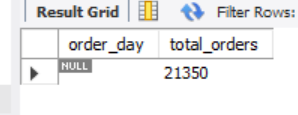 Result Grid Filter Rows:
order_day total_orders
NULL 21350